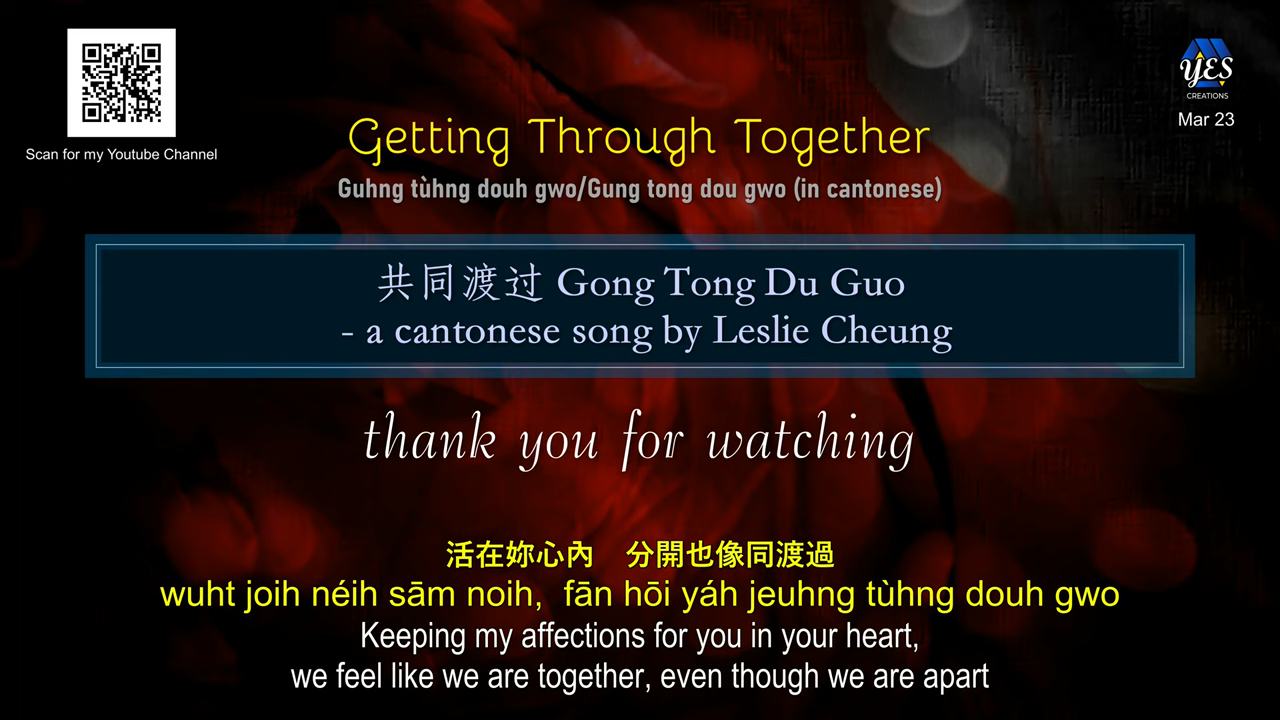 Scan for my Youtube Channel
YES
CREATIONS
Mar 23
Getting Through Together
Guhng tùhng douh gwo/Gung tong dou gwo (in cantonese)
共同渡过 Gong Tong Du Guo
- a cantonese song by Leslie Cheung
thank you for watching
活在妳心內 分開也像同渡過
wuht joih néih sām noih, fān hōi yáh jeuhng tùhng douh gwo
Keeping my affections for you in your heart,
we feel like we are together, even though we are apart